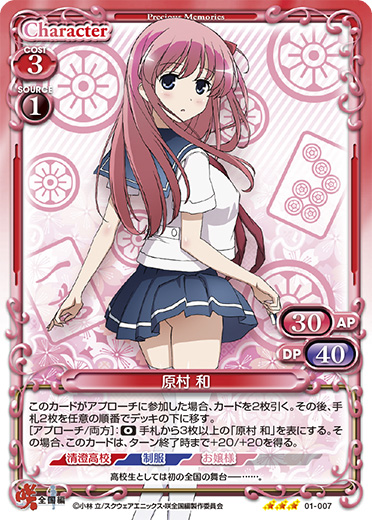 Precious Memories
Character
COST
3
SOURCE
1
30 AP
DP 40
原村 和
このカードがアプローチに参加した場合、カードを2枚引く。その後、手
札2枚を任意の順番でデッキの下に移す。
[アプローチ/両方]:0 手札から3枚以上の「原村 和」を表にする。そ
の場合、このカードは、ターン終了時まで+20/+20を得る。
清澄高校 制服 お嬢様
高校生としては初の全国の舞台――……。
咲 全国編
©小林 立/スクウェアエニックス・咲全国編製作委員会
01-007